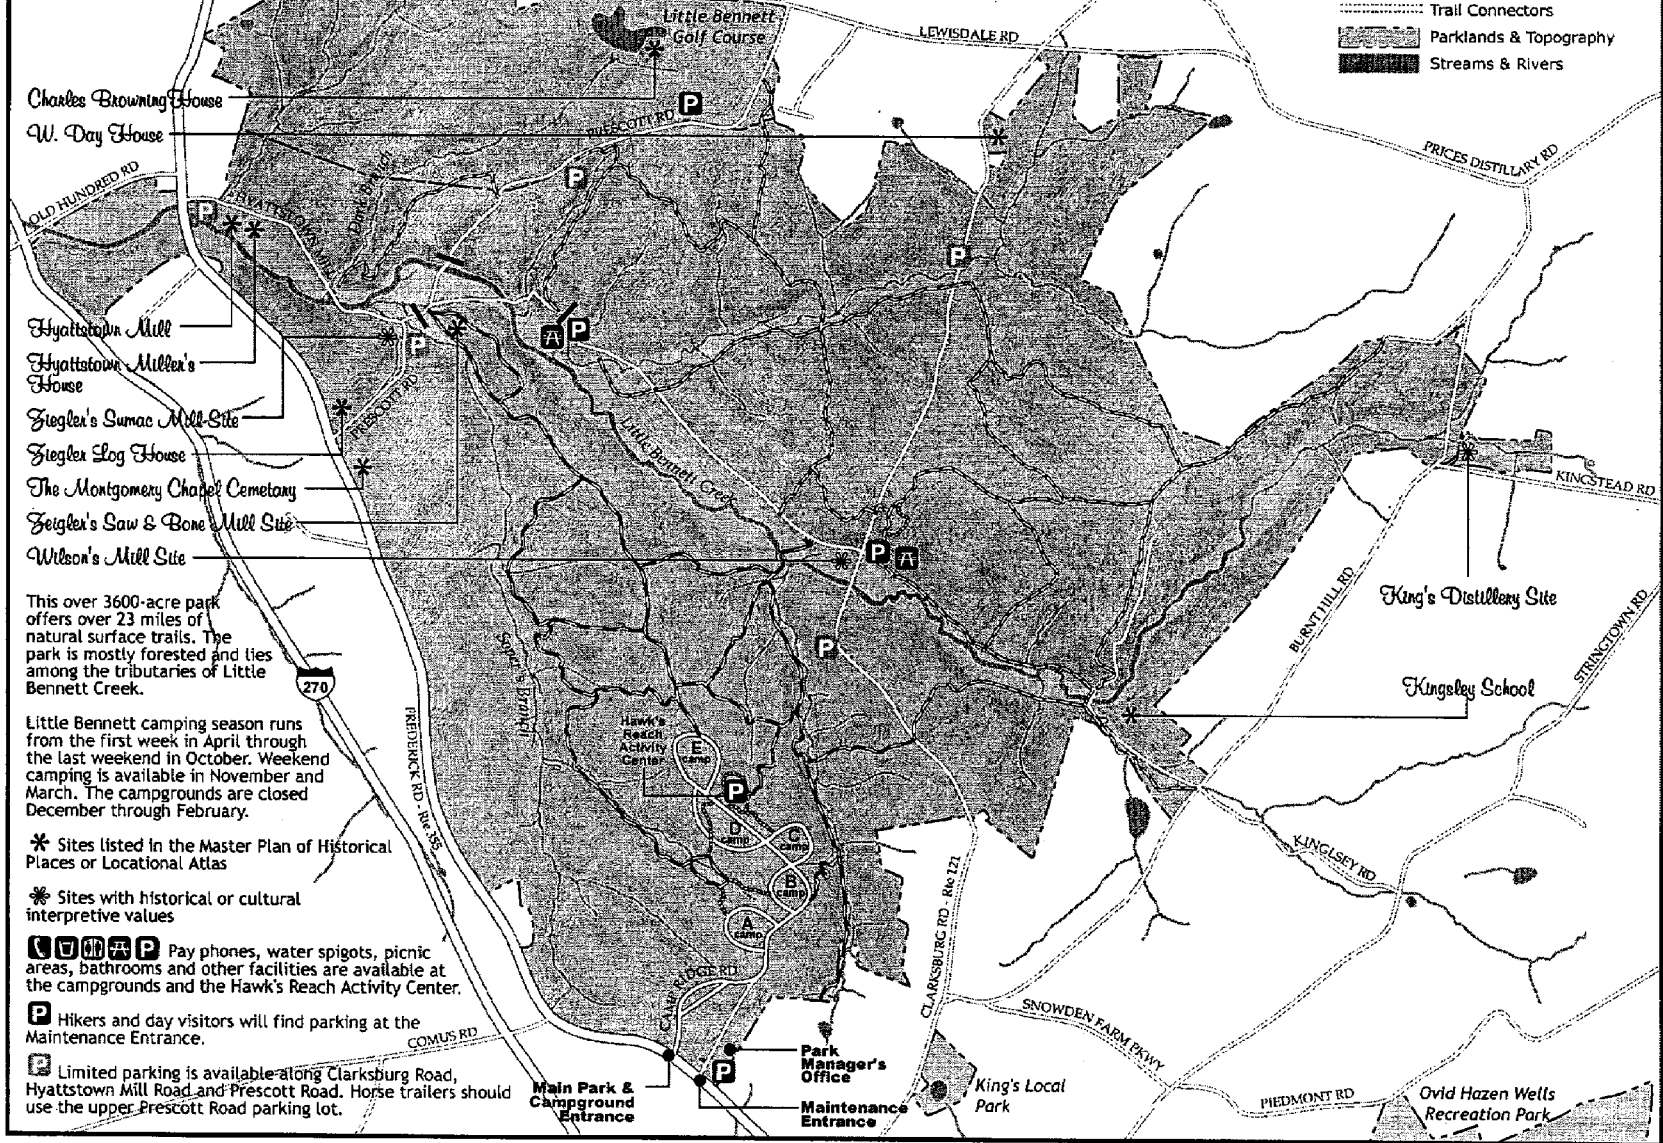 Little Bennett
Golf Course
LEWISDALE RD
Trail Connectors
Parklands & Topography
Streams & Rivers
Charles Browning House
W. Day House
PRESCOTT RD
P
PRICES DISTILLARY RD
OLD HUNDRED RD
P
HYATTSTOWN MILL
Dark Branch
P
P
Hyattstown Mill
Hyattstown Miller's
House
Ziegler's Sumac Mill Site
P
P
PRESCOTT RD
Ziegler Log House
The Montgomery Chapel Cemetary
Zeigler's Saw & Bone Mill Site
Wilson's Mill Site
Little Bennett Creek
P
KINGSTEAD RD
King's Distillery Site
BURNT HILL RD
STRINGTOWN RD
Kingsley School
P
This over 3600-acre park
offers over 23 miles of
natural surface trails. The
park is mostly forested and lies
among the tributaries of Little
Bennett Creek.
270
Soper's Branch
FREDERICK RD - Rte 355
Little Bennett camping season runs
from the first week in April through
the last weekend in October. Weekend
camping is available in November and
March. The campgrounds are closed
December through February.
Hawk's
Reach
Activity
Center
E
camp
P
D
camp
C
camp
B
camp
A
camp
Sites listed in the Master Plan of Historical
Places or Locational Atlas
Sites with historical or cultural
interpretive values
P Pay phones, water spigots, picnic
areas, bathrooms and other facilities are available at
the campgrounds and the Hawk's Reach Activity Center.
P Hikers and day visitors will find parking at the
Maintenance Entrance.
P Limited parking is available along Clarksburg Road,
Hyattstown Mill Road and Prescott Road. Horse trailers should
use the upper Prescott Road parking lot.
COMUS RD
CAMP RIDGE RD
CLARKSBURG RD - Rte 121
KINGLSEY RD
SNOWDEN FARM PKWY
PIEDMONT RD
Main Park &
Campground
Entrance
P
Park
Manager's
Office
Maintenance
Entrance
King's Local
Park
Ovid Hazen Wells
Recreation Park